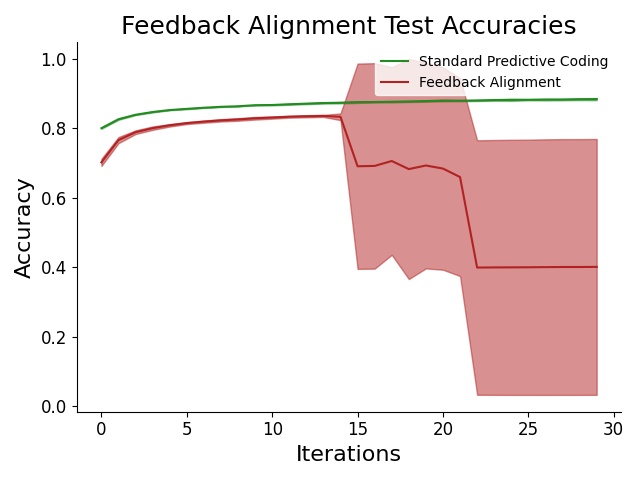 Feedback Alignment Test Accuracies
1.0
0.8
0.6
0.4
0.2
0.0
Accuracy
Standard Predictive Coding
Feedback Alignment
0 5 10 15 20 25 30
Iterations